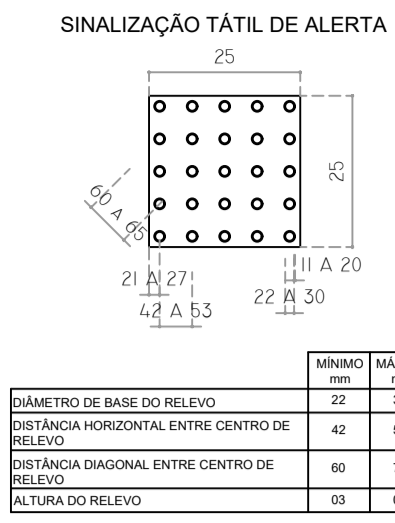 SINALIZAÇÃO TÁTIL DE ALERTA
25
25
60 A 65
11 A 20
21 A 27
22 A 30
42 A 53
MÍNIMO
mm
DIÂMETRO DE BASE DO RELEVO 22
DISTÂNCIA HORIZONTAL ENTRE CENTRO DE
RELEVO
42
DISTÂNCIA DIAGONAL ENTRE CENTRO DE
RELEVO
60
ALTURA DO RELEVO 03